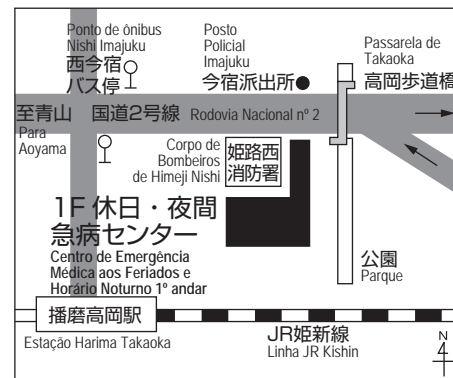 Ponto de ônibus
Nishi Imajuku
西今宿
バス停
Posto
Policial
Imajuku
今宿派出所
Passarela de
Takaoka
高岡歩道橋
至青山
国道2号線
Rodovia Nacional nº 2
Para
Aoyama
Corpo de
Bombeiros
de Himeji Nishi
姫路西
消防署
1F 休日・夜間
急病センター
Centro de Emergência
Médica aos Feriados e
Horário Noturno 1º andar
公園
Parque
播磨高岡駅
Estação Harima Takaoka
JR姫新線
Linha JR Kishin
N
4